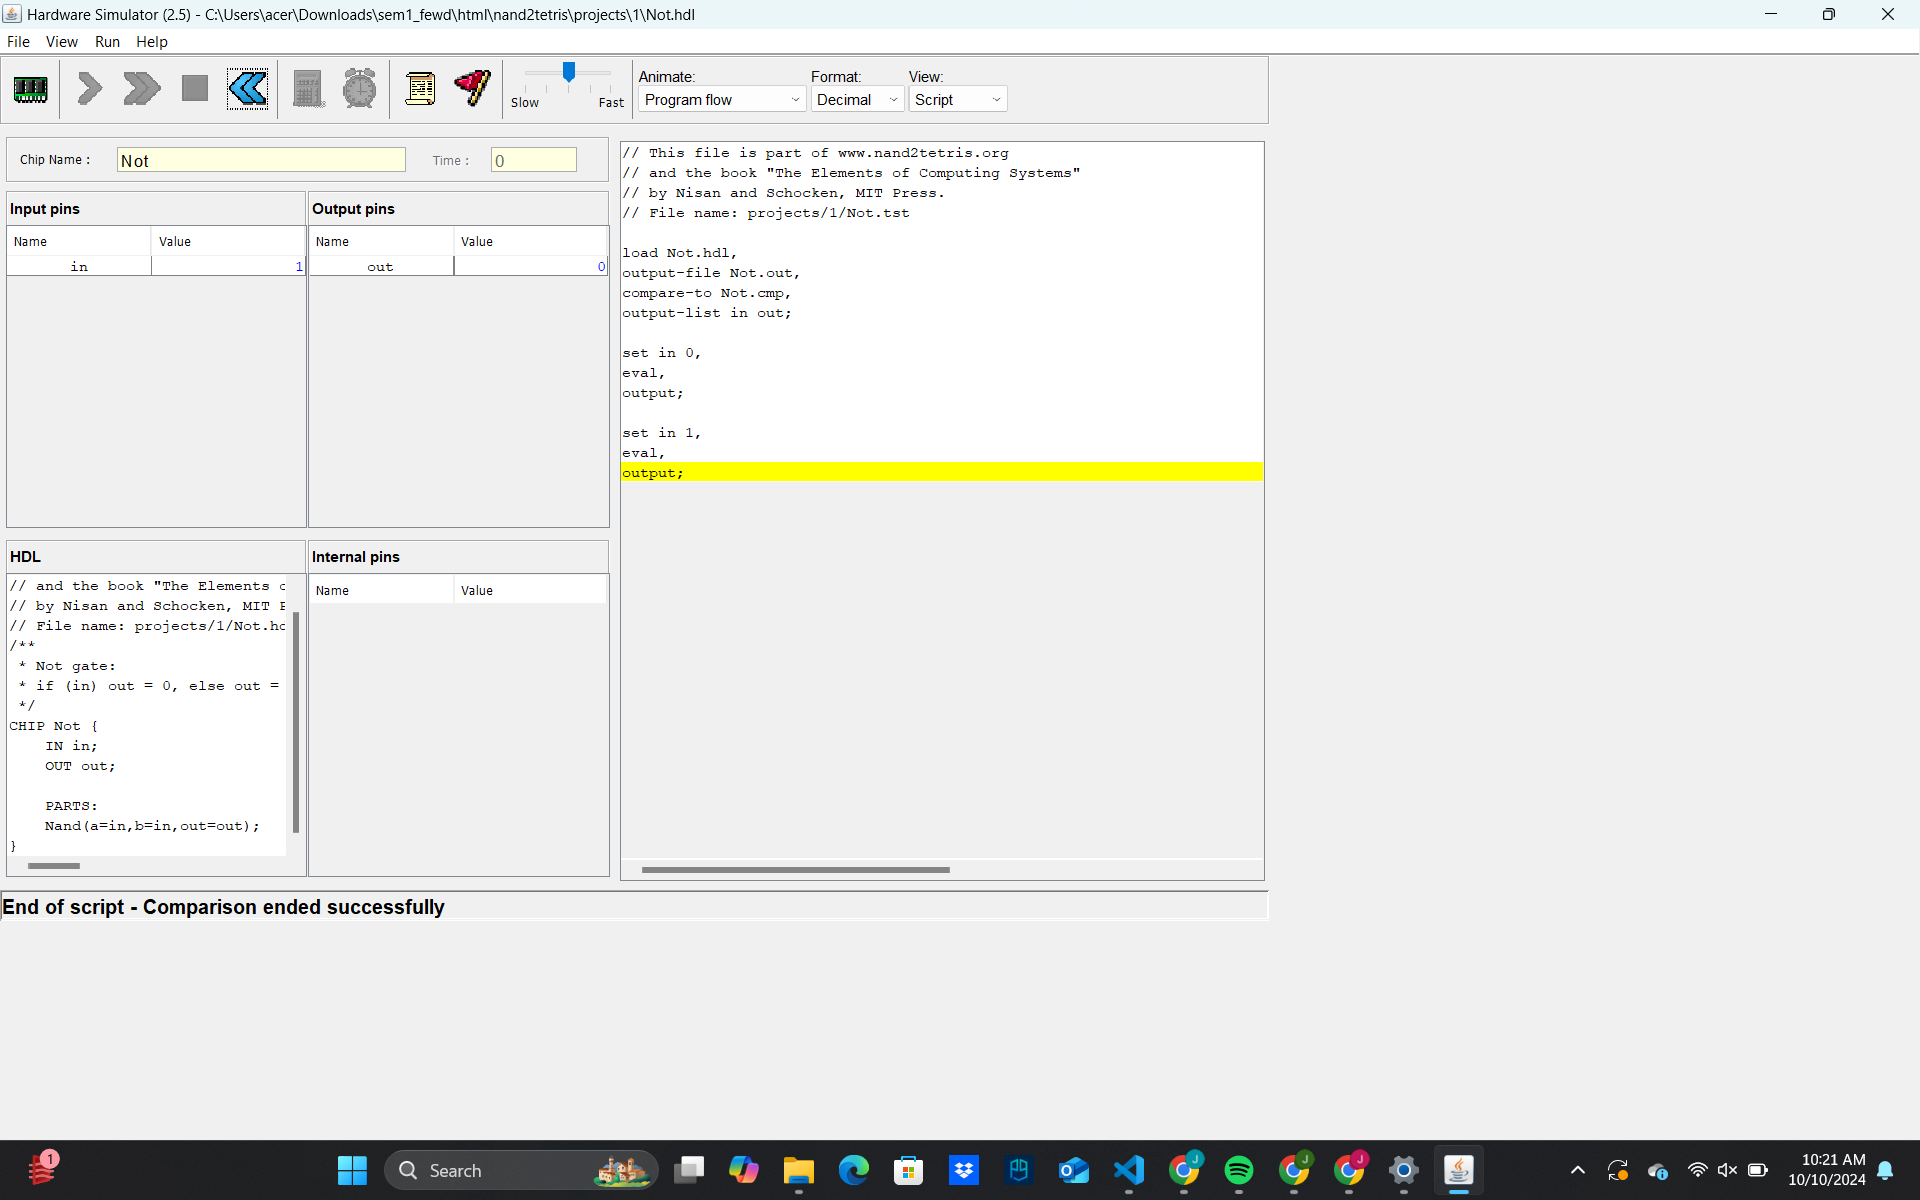 Hardware Simulator (2.5) - C:\Users\acer\Downloads\sem1_fewd\html\nand2tetris\projects\1\Not.hdl
File View Run Help
Slow Fast
Animate: Format: View:
Program flow Decimal Script
Chip Name : Not Time : 0
Input pins Output pins
Name Value Name Value
in 1 out 0
// This file is part of www.nand2tetris.org
// and the book "The Elements of Computing Systems"
// by Nisan and Schocken, MIT Press.
// File name: projects/1/Not.tst
load Not.hdl,
output-file Not.out,
compare-to Not.cmp,
output-list in out;
set in 0,
eval,
output;
set in 1,
eval,
output;
HDL
// and the book "The Elements
// by Nisan and Schocken, MIT
// File name: projects/1/Not.
/**
* Not gate:
* if (in) out = 0, else out =
*/
CHIP Not {
IN in;
OUT out;
PARTS:
Nand(a=in,b=in,out=out);
}
Internal pins
Name Value
End of script - Comparison ended successfully
1
Search
J
J
J
10:21 AM
10/10/2024